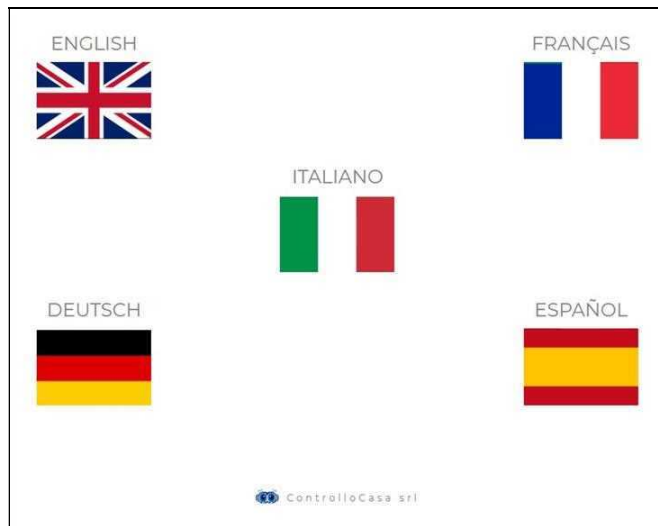 ENGLISH
FRANÇAIS
ITALIANO
DEUTSCH
ESPAÑOL
ControlloCasa srl